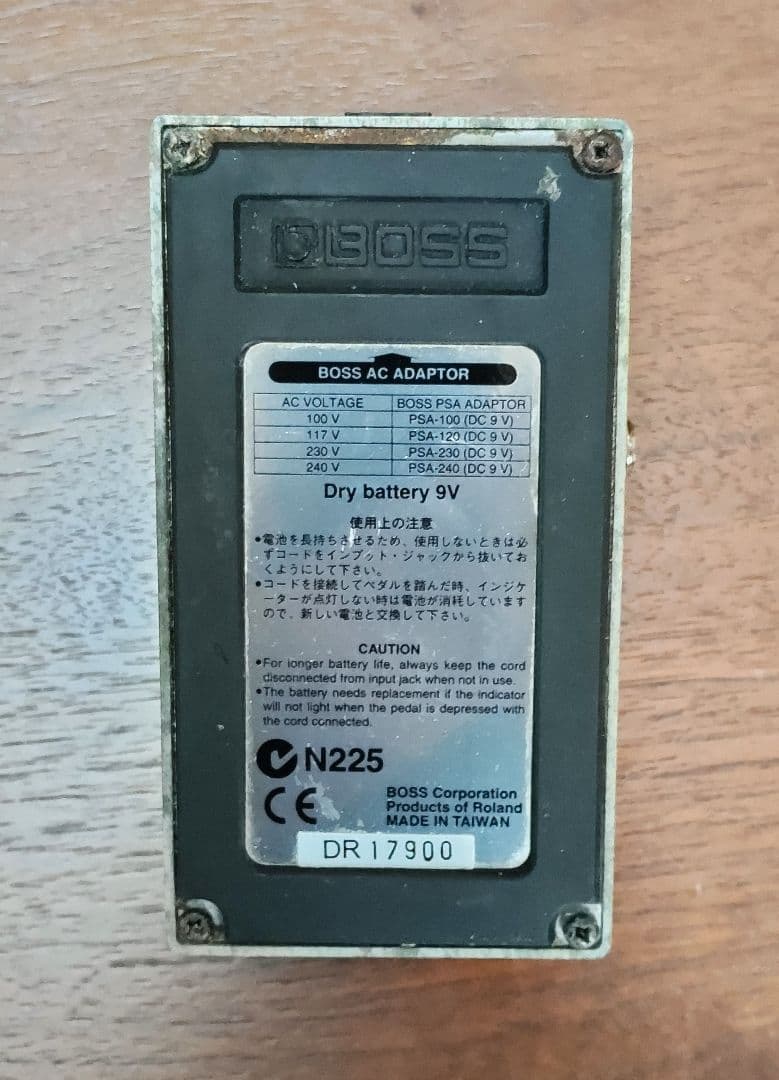 BOSS
BOSS AC ADAPTOR
AC VOLTAGE BOSS PSA ADAPTOR
100 V PSA-100 (DC 9 V)
117 V PSA-120 (DC 9 V)
230 V PSA-230 (DC 9 V)
240 V PSA-240 (DC 9 V)
Dry battery 9V
使用上の注意
•電池を長持ちさせるため、使用しないときは必
ずコードをインプット・ジャックから抜いてお
くようにして下さい。
•コードを接続してペダルを踏んだ時、インジケ
ーターが点灯しない時は電池が消耗しています
ので、新しい電池と交換して下さい。
CAUTION
•For longer battery life, always keep the cord
disconnected from input jack when not in use.
•The battery needs replacement if the indicator
will not light when the pedal is depressed with
the cord connected.
N225
CE
BOSS Corporation
Products of Roland
MADE IN TAIWAN
DR 17900